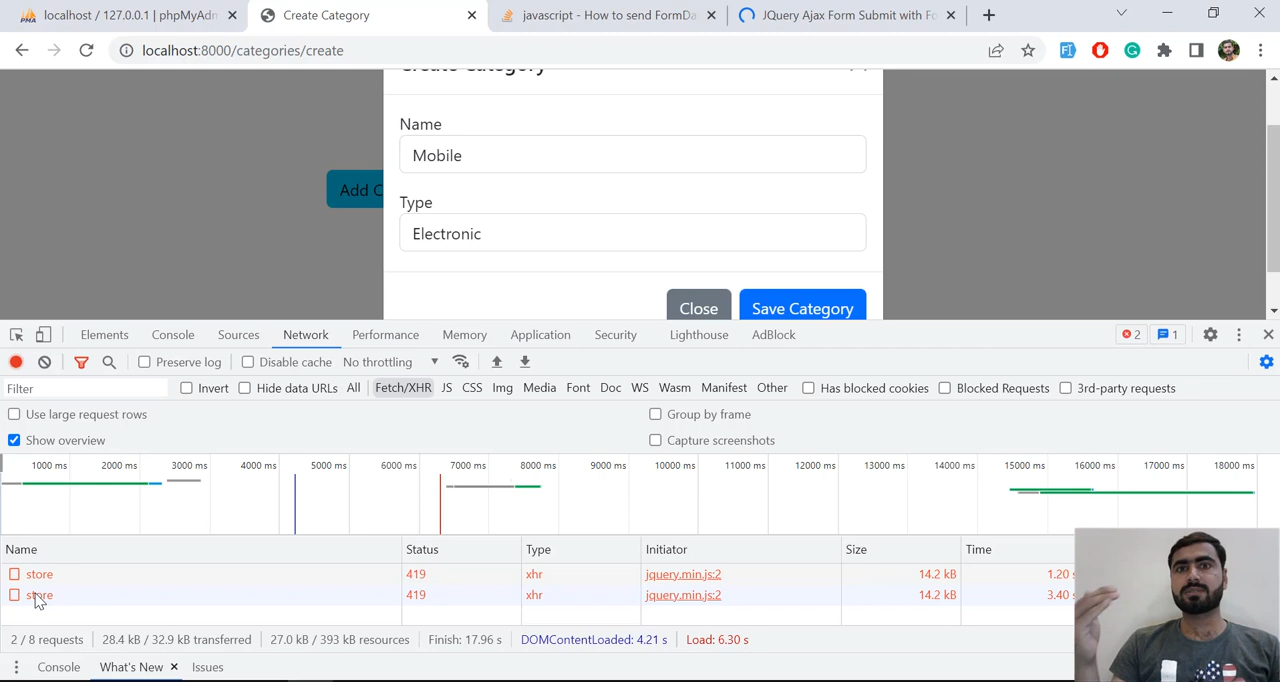 localhost / 127.0.0.1 | phpMyAdr
Create Category
javascript - How to send FormDa
JQuery Ajax Form Submit with Fo
localhost:8000/categories/create
Create Category
Name
Mobile
Add C
Type
Electronic
Close
Save Category
Elements
Console
Sources
Network
Performance
Memory
Application
Security
Lighthouse
AdBlock
2
1
Preserve log
Disable cache
No throttling
Filter
Invert
Hide data URLs
All
Fetch/XHR
JS
CSS
Img
Media
Font
Doc
WS
Wasm
Manifest
Other
Has blocked cookies
Blocked Requests
3rd-party requests
Use large request rows
Group by frame
Show overview
Capture screenshots
1000 ms
2000 ms
3000 ms
4000 ms
5000 ms
6000 ms
7000 ms
8000 ms
9000 ms
10000 ms
11000 ms
12000 ms
13000 ms
14000 ms
15000 ms
16000 ms
17000 ms
18000 ms
Name
Status
Type
Initiator
Size
Time
store
419
xhr
jquery.min.js:2
14.2 kB
1.20 s
store
419
xhr
jquery.min.js:2
14.2 kB
3.40 s
2 / 8 requests
28.4 kB / 32.9 kB transferred
27.0 kB / 393 kB resources
Finish: 17.96 s
DOMContentLoaded: 4.21 s
Load: 6.30 s
Console
What's New
Issues